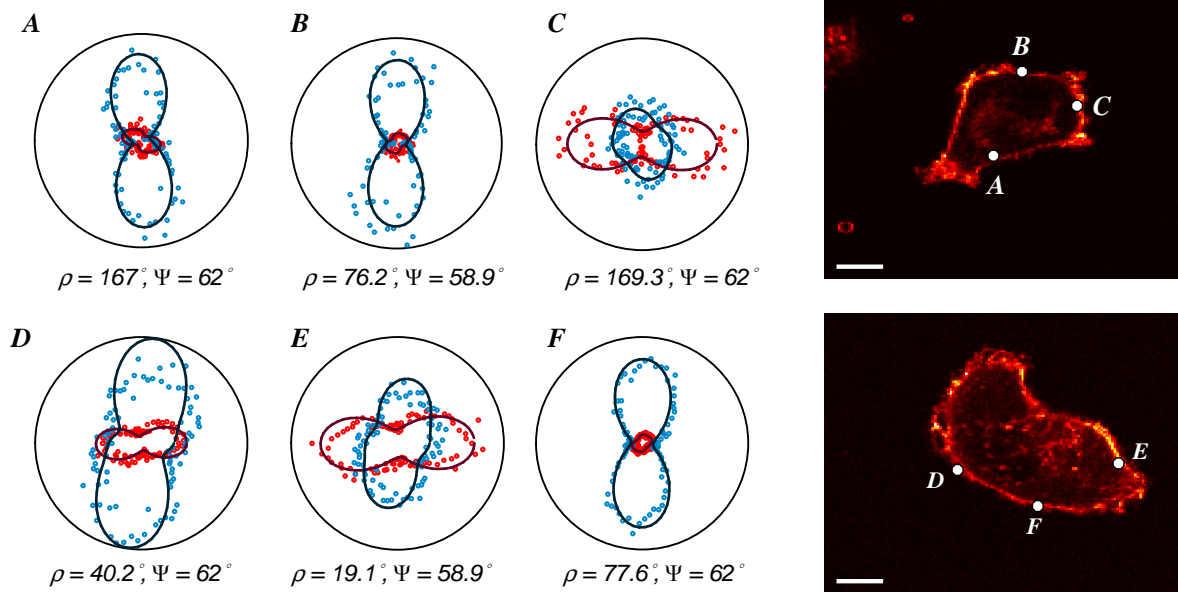 A
B
C
ρ = 167°, Ψ = 62°
ρ = 76.2°, Ψ = 58.9°
ρ = 169.3°, Ψ = 62°
B
C
A
D
E
F
ρ = 40.2°, Ψ = 62°
ρ = 19.1°, Ψ = 58.9°
ρ = 77.6°, Ψ = 62°
E
D
F